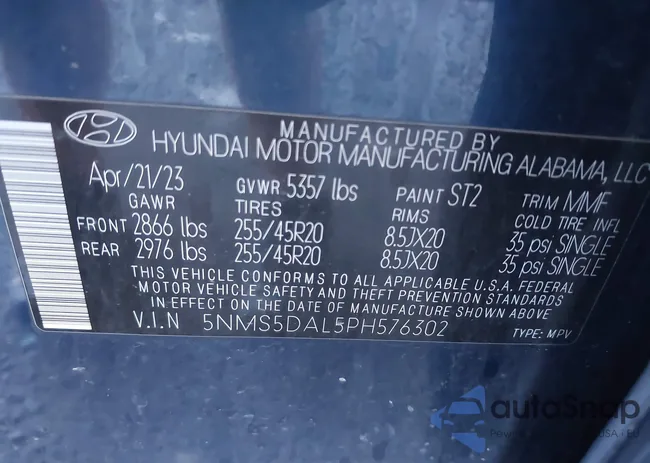 MANUFACTURED BY
HYUNDAI MOTOR MANUFACTURING ALABAMA, LLC
Apr/21/23 GVWR 5357 lbs PAINT ST2 TRIM MMF
GAWR TIRES RIMS COLD TIRE INFL
FRONT 2866 lbs 255/45R20 8.5JX20 35 psi SINGLE
REAR 2976 lbs 255/45R20 8.5JX20 35 psi SINGLE
THIS VEHICLE CONFORMS TO ALL APPLICABLE U.S.A. FEDERAL
MOTOR VEHICLE SAFETY AND THEFT PREVENTION STANDARDS
IN EFFECT ON THE DATE OF MANUFACTURE SHOWN ABOVE.
V.I.N 5NMS5DAL5PH576302 TYPE: MPV
autoSnap